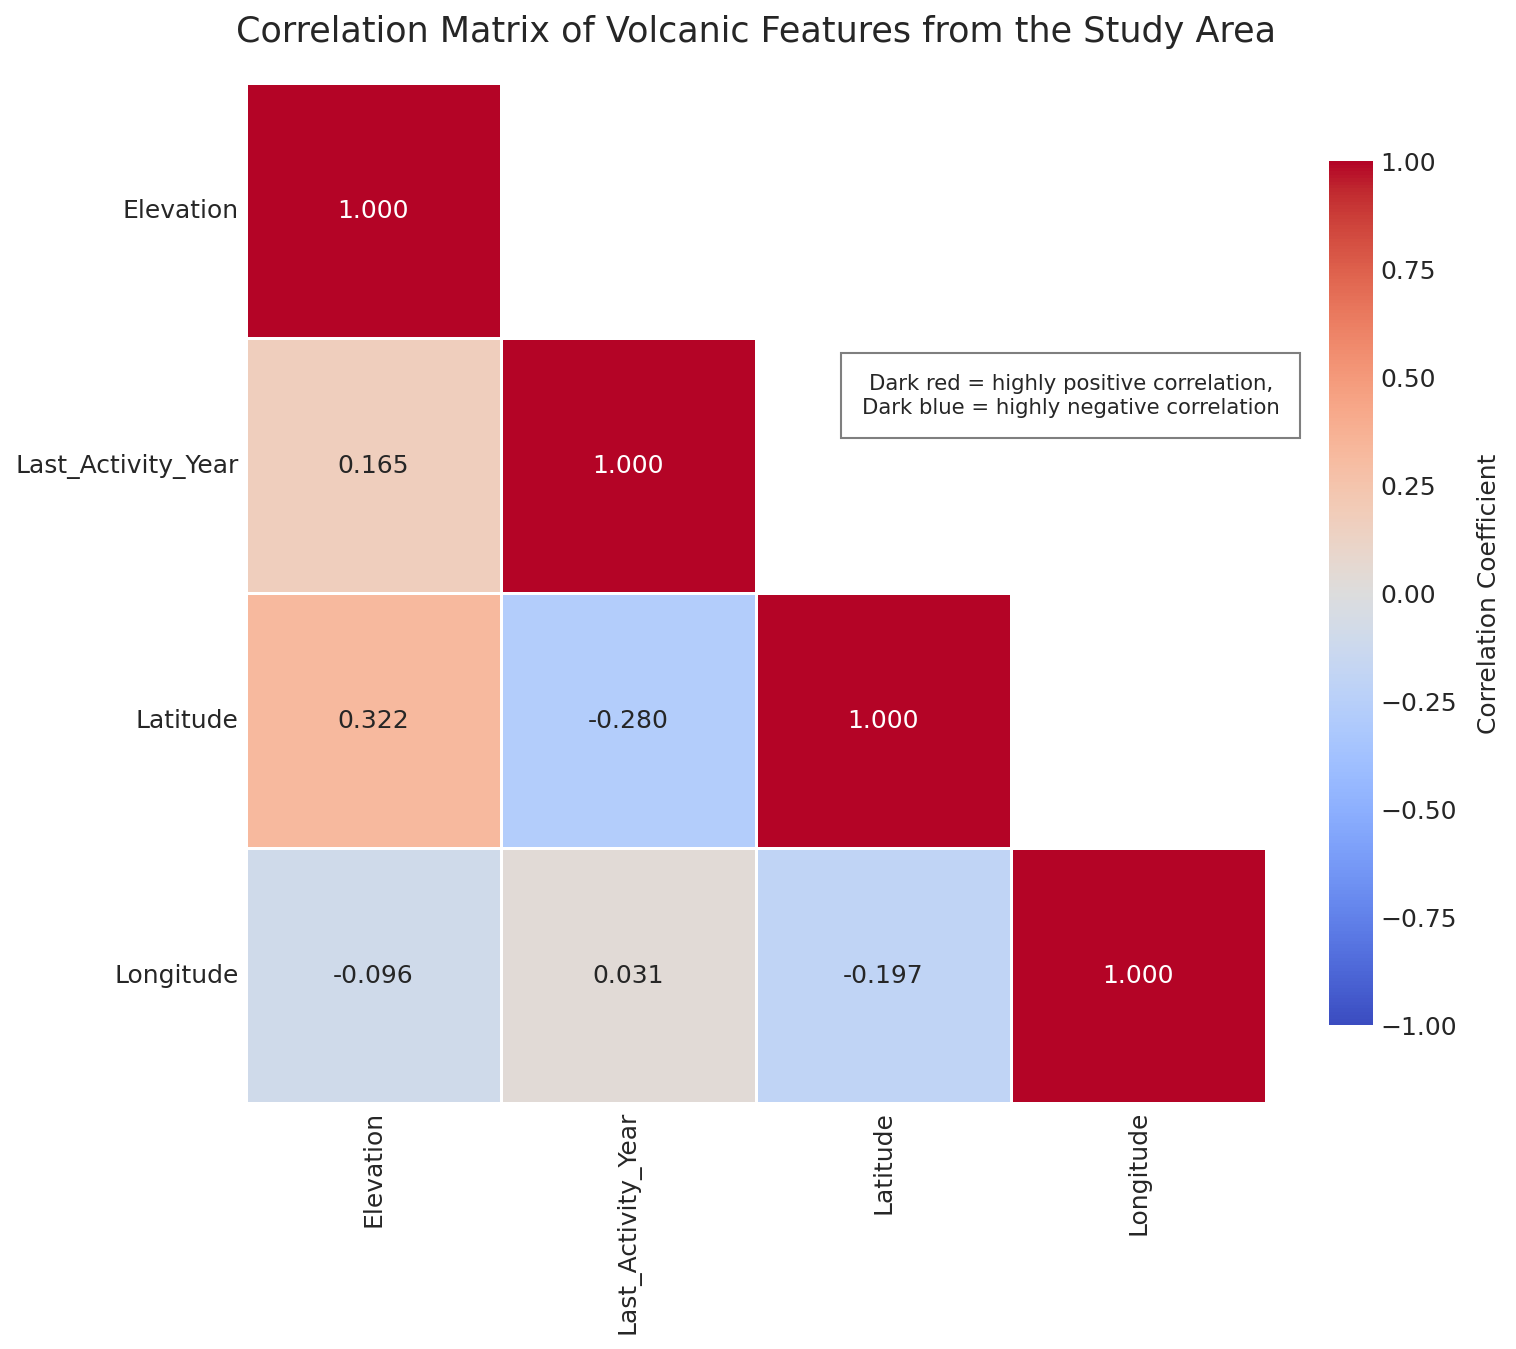 Correlation Matrix of Volcanic Features from the Study Area
Elevation
1.000
Last_Activity_Year
0.165
1.000
Latitude
0.322
-0.280
1.000
Longitude
-0.096
0.031
-0.197
1.000
Elevation
Last_Activity_Year
Latitude
Longitude
Dark red = highly positive correlation,
Dark blue = highly negative correlation
1.00
0.75
0.50
0.25
0.00
−0.25
−0.50
−0.75
−1.00
Correlation Coefficient